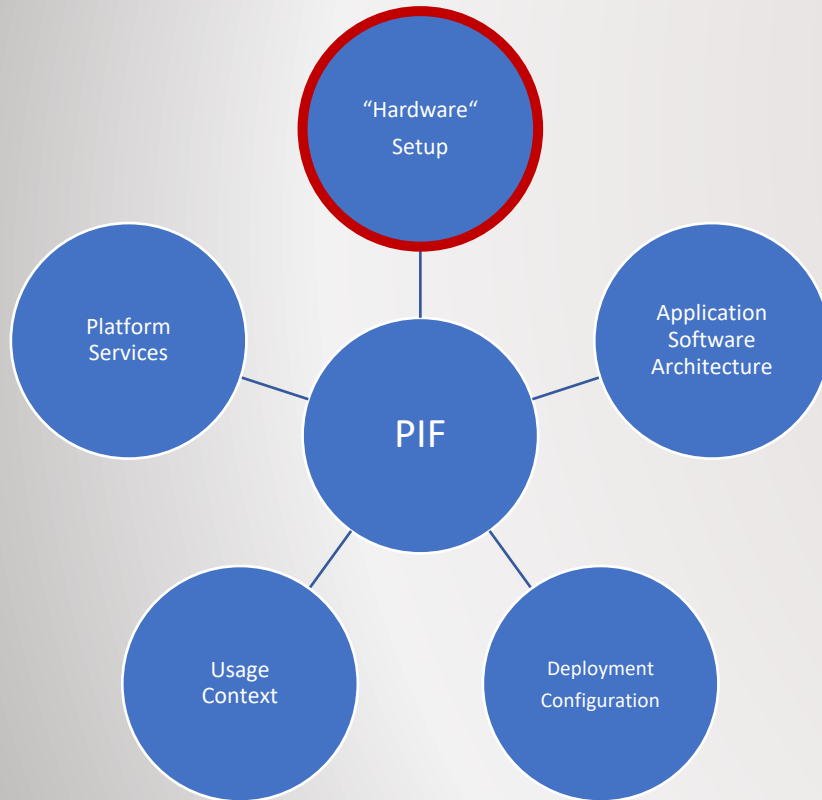 “Hardware“
Setup
Platform
Services
Application
Software
Architecture
PIF
Usage
Context
Deployment
Configuration